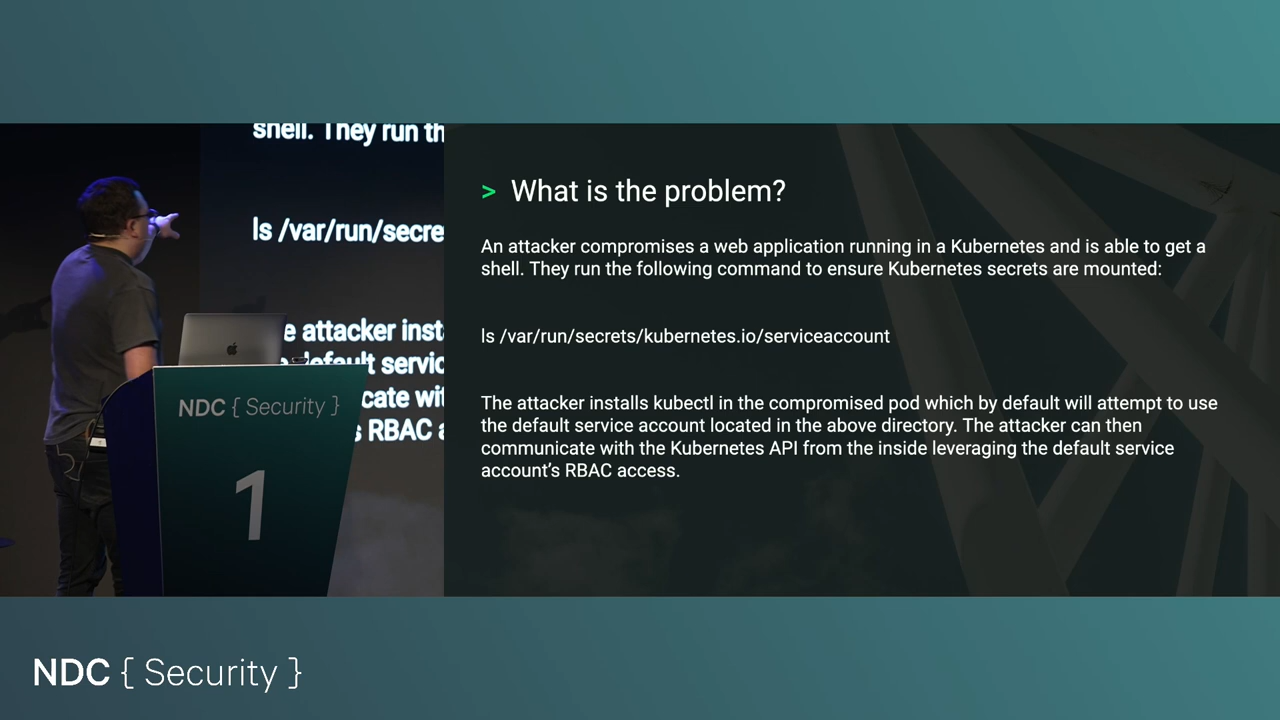 shell. They run th
ls /var/run/secre
e attacker inst
default servic
cate wit
s RBAC a
NDC { Security }
1
> What is the problem?
An attacker compromises a web application running in a Kubernetes and is able to get a
shell. They run the following command to ensure Kubernetes secrets are mounted:
ls /var/run/secrets/kubernetes.io/serviceaccount
The attacker installs kubectl in the compromised pod which by default will attempt to use
the default service account located in the above directory. The attacker can then
communicate with the Kubernetes API from the inside leveraging the default service
account’s RBAC access.
NDC { Security }